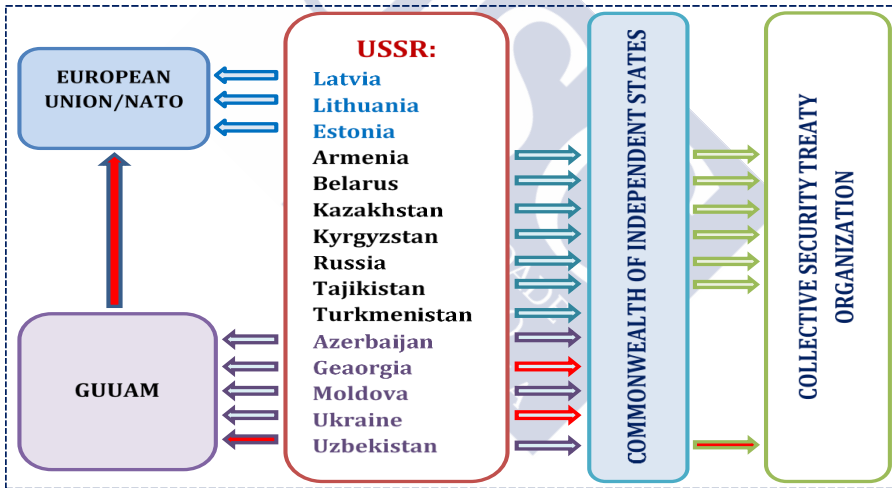 EUROPEAN
UNION/NATO
GUUAM
USSR:
Latvia
Lithuania
Estonia
Armenia
Belarus
Kazakhstan
Kyrgyzstan
Russia
Tajikistan
Turkmenistan
Azerbaijan
Geaorgia
Moldova
Ukraine
Uzbekistan
COMMONWEALTH OF INDEPENDENT STATES
COLLECTIVE SECURITY TREATY
ORGANIZATION